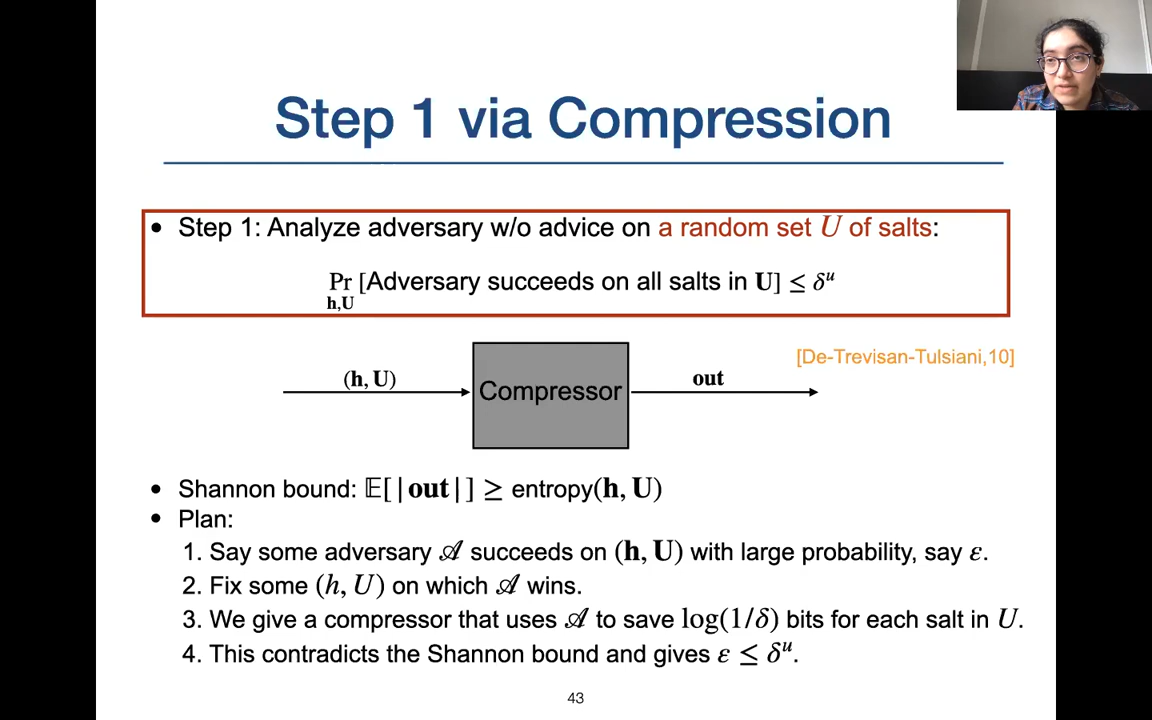 Step 1 via Compression
• Step 1: Analyze adversary w/o advice on a random set U of salts:
Pr [Adversary succeeds on all salts in U] ≤ δᵘ
h,U
[De-Trevisan-Tulsiani,10]
(h, U)
out
Compressor
• Shannon bound: 𝔼[|out|] ≥ entropy(h, U)
• Plan:
1. Say some adversary 𝒜 succeeds on (h, U) with large probability, say ε.
2. Fix some (h, U) on which 𝒜 wins.
3. We give a compressor that uses 𝒜 to save log(1/δ) bits for each salt in U.
4. This contradicts the Shannon bound and gives ε ≤ δᵘ.
43